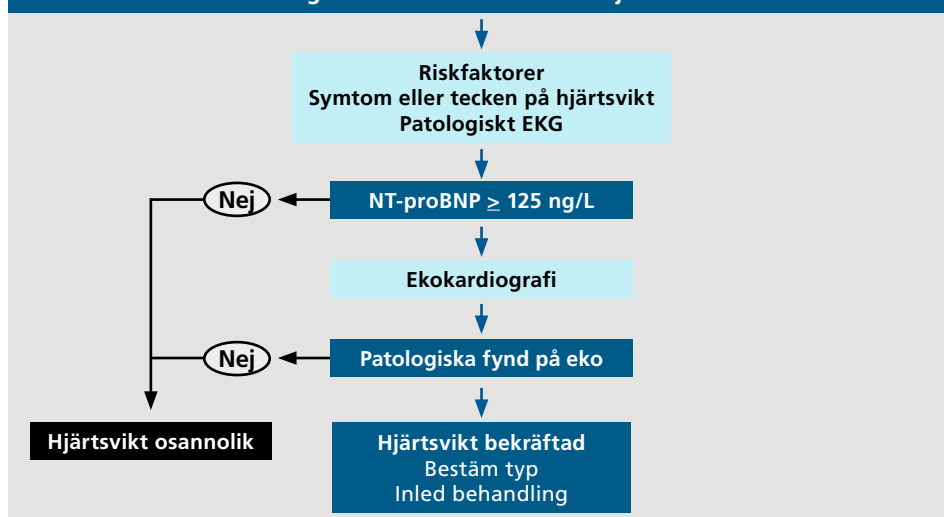 Riskfaktorer
Symtom eller tecken på hjärtsvikt
Patologiskt EKG
Nej
NT-proBNP ≥ 125 ng/L
Ekokardiografi
Nej
Patologiska fynd på eko
Hjärtsvikt osannolik
Hjärtsvikt bekräftad
Bestäm typ
Inled behandling